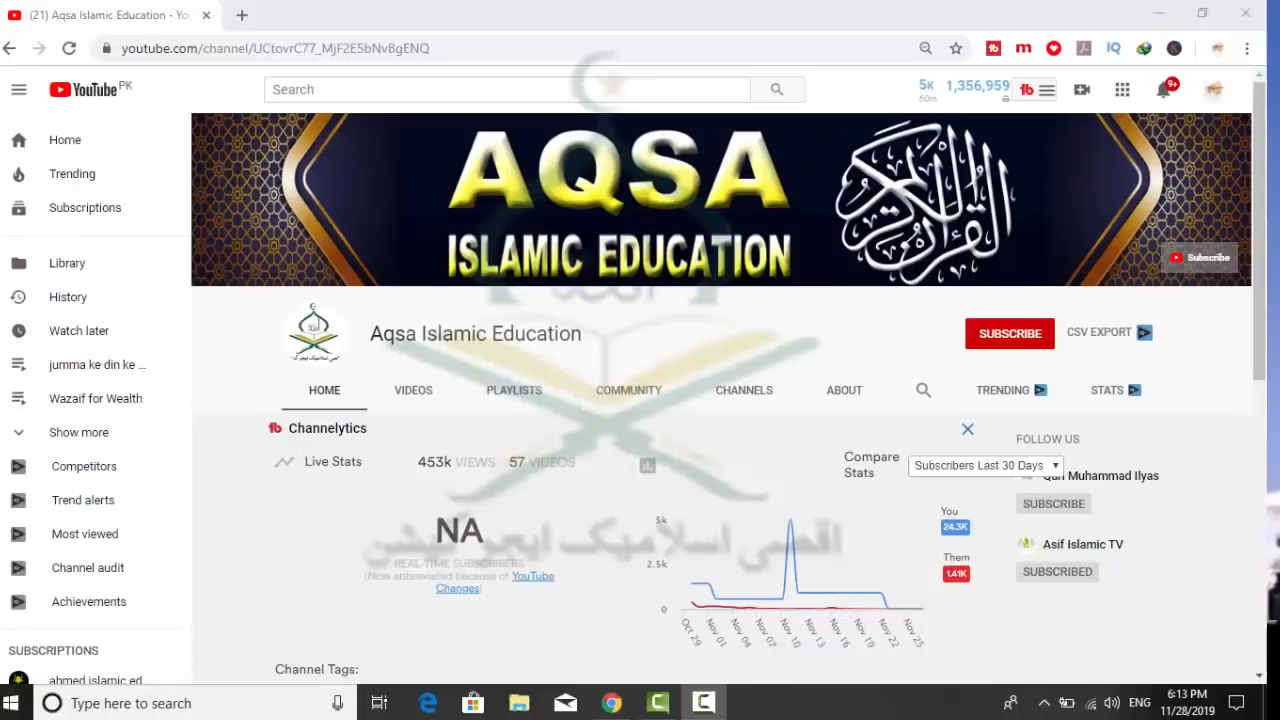 (21) Aqsa Islamic Education - Yo
youtube.com/channel/UCtovrC77_MjF2E5bNvBgENQ
YouTube PK
Search
5K
60m
1,356,959
9+
Home
Trending
Subscriptions
Library
History
Watch later
jumma ke din ke ...
Wazaif for Wealth
Show more
Competitors
Trend alerts
Most viewed
Channel audit
Achievements
SUBSCRIPTIONS
ahmed islamic ed...
AQSA
ISLAMIC EDUCATION
القرآن الكريم
Subscribe
Aqsa Islamic Education
SUBSCRIBE
CSV EXPORT
HOME VIDEOS PLAYLISTS COMMUNITY CHANNELS ABOUT TRENDING STATS
Channelytics
Live Stats
453k VIEWS 57 VIDEOS
Compare
Stats
Subscribers Last 30 Days
NA
REAL-TIME SUBSCRIBERS
(Now abbreviated because of YouTube
Changes)
5k
2.5k
0
Oct 29 Nov 01 Nov 04 Nov 07 Nov 10 Nov 13 Nov 16 Nov 19 Nov 22 Nov 25
You
24.3K
Them
1.41K
FOLLOW US
Qari Muhammad Ilyas
SUBSCRIBE
Asif Islamic TV
SUBSCRIBED
اقصی اسلامیک ایجوکیشن
Channel Tags:
Type here to search
ENG
6:13 PM
11/28/2019